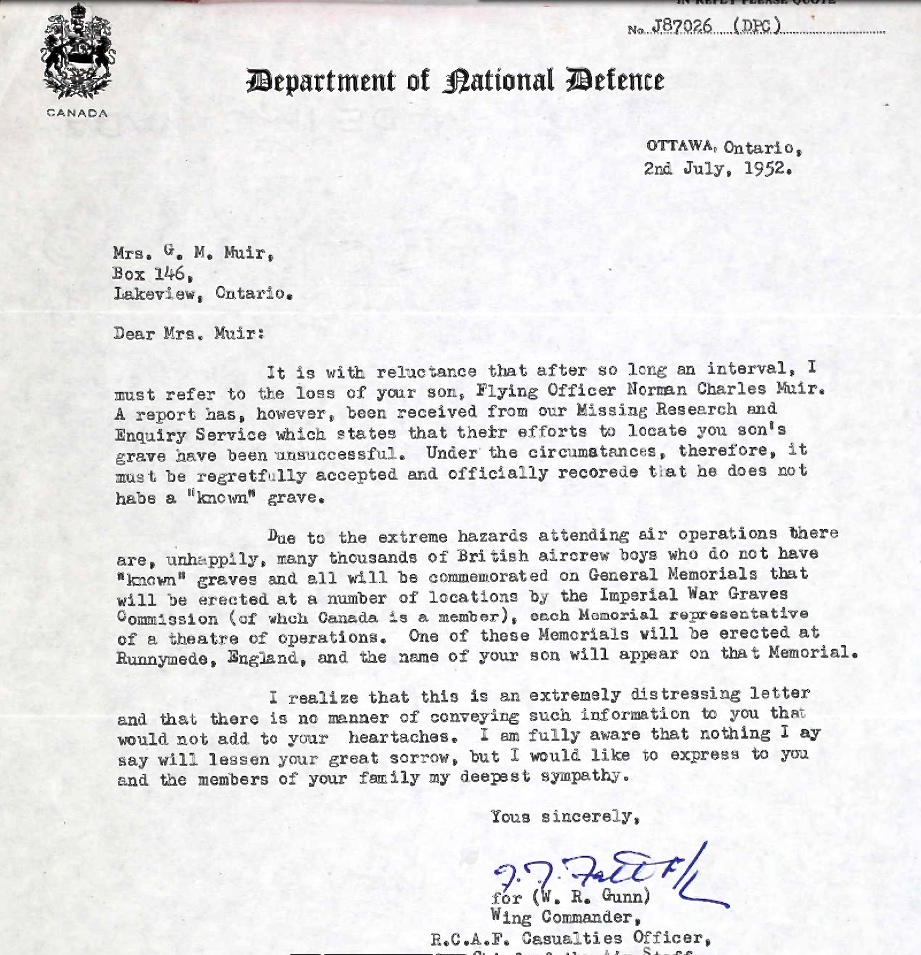 IN REPLY PLEASE QUOTE
No. J87026 (DPC)
CANADA
Department of National Defence
OTTAWA, Ontario,
2nd July, 1952.
Mrs. G. M. Muir,
Box 146,
Lakeview, Ontario.
Dear Mrs. Muir:
It is with reluctance that after so long an interval, I
must refer to the loss of your son, Flying Officer Norman Charles Muir.
A report has, however, been received from our Missing Research and
Enquiry Service which states that their efforts to locate you son's
grave have been unsuccessful. Under the circumatances, therefore, it
must be regretfully accepted and officially recorede that he does not
habe a "known" grave.
Due to the extreme hazards attending air operations there
are, unhappily, many thousands of British aircrew boys who do not have
"known" graves and all will be commemorated on General Memorials that
will be erected at a number of locations by the Imperial War Graves
Commission (of whch Canada is a member), each Memorial representative
of a theatre of operations. One of these Memorials will be erected at
Runnymede, England, and the name of your son will appear on that Memorial.
I realize that this is an extremely distressing letter
and that there is no manner of conveying such information to you that
would not add to your heartaches. I am fully aware that nothing I ay
say will lessen your great sorrow, but I would like to express to you
and the members of your family my deepest sympathy.
Yous sincerely,
for (W. R. Gunn)
Wing Commander,
R.C.A.F. Casualties Officer,